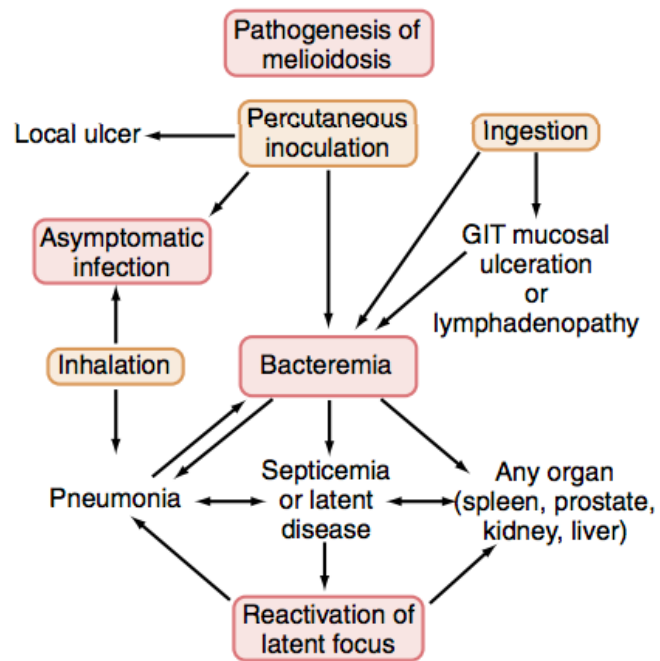 Pathogenesis of
melioidosis
Local ulcer
Percutaneous
inoculation
Ingestion
Asymptomatic
infection
GIT mucosal
ulceration
or
lymphadenopathy
Inhalation
Bacteremia
Pneumonia
Septicemia
or latent
disease
Any organ
(spleen, prostate,
kidney, liver)
Reactivation of
latent focus